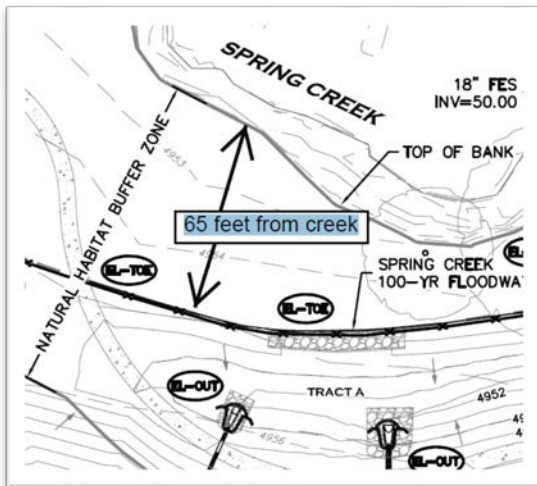 SPRING CREEK
18" FES
INV=50.00
NATURAL HABITAT BUFFER ZONE
4953
TOP OF BANK
65 feet from creek
4954
EL-TOE
EL-TOE
SPRING CREEK
100-YR FLOODWA
EL-OUT
TRACT A
4952
4956
EL-OUT